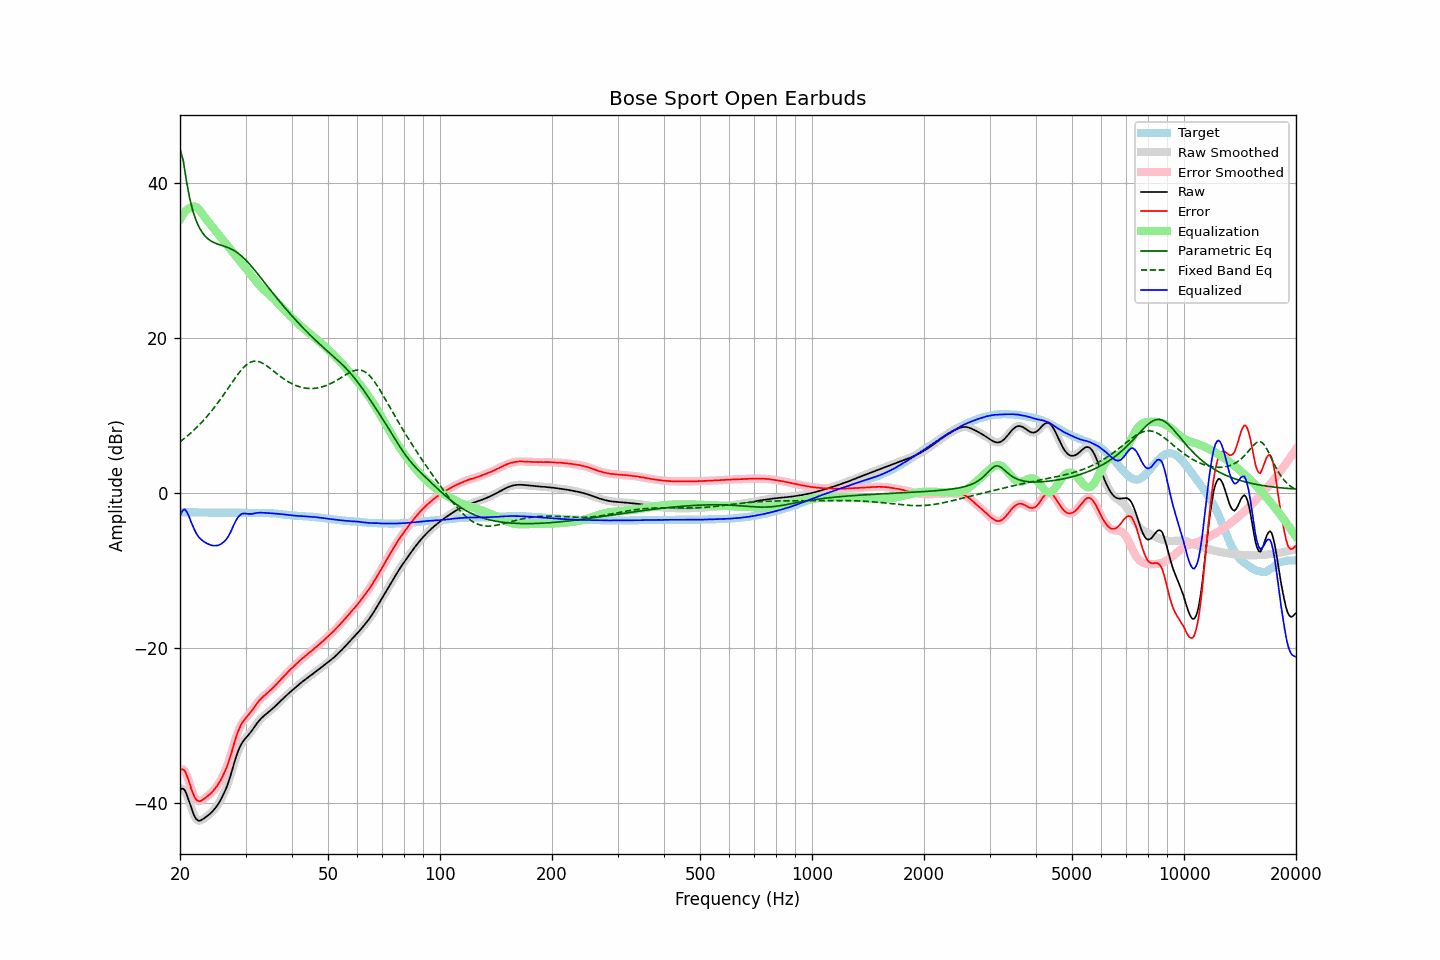 Bose Sport Open Earbuds
Target
Raw Smoothed
Error Smoothed
Raw
Error
Equalization
Parametric Eq
Fixed Band Eq
Equalized
Amplitude (dBr)
40
20
0
−20
−40
20
50
100
200
500
1000
2000
5000
10000
20000
Frequency (Hz)